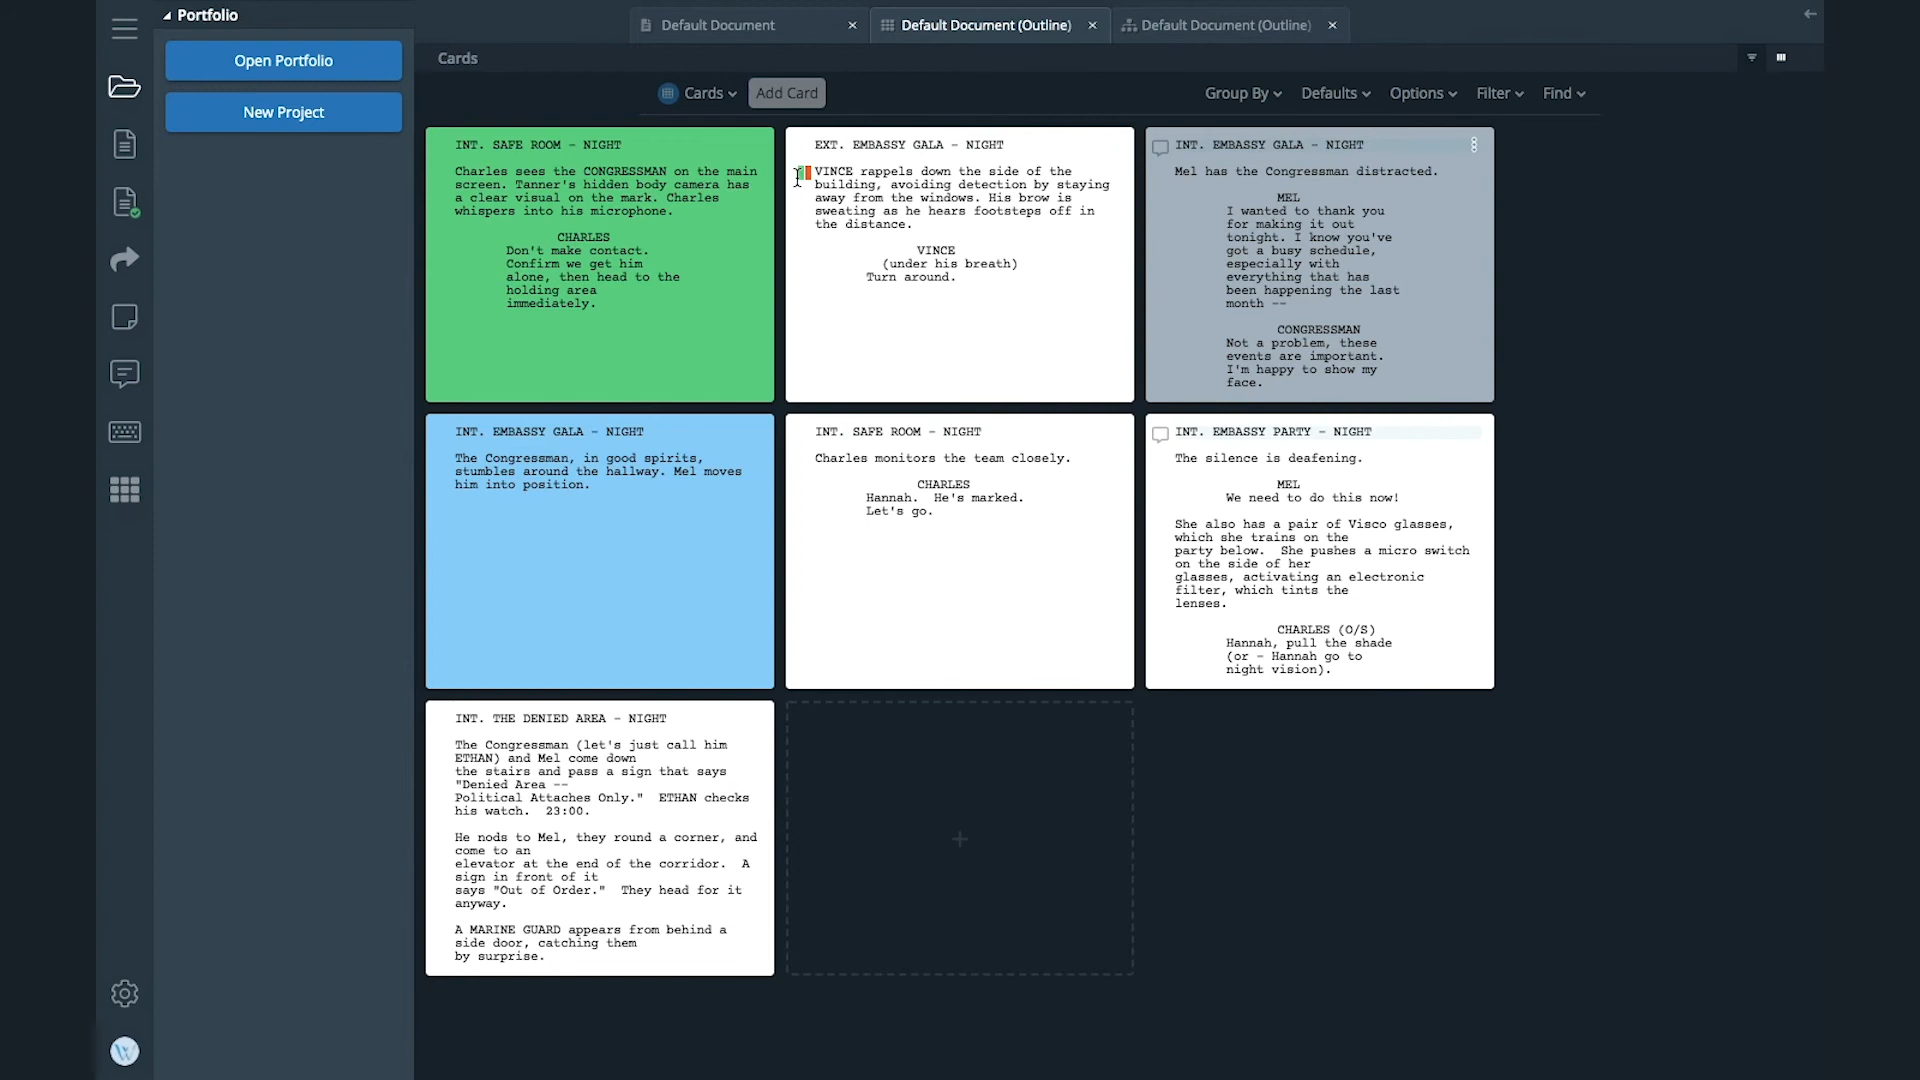 Portfolio
Open Portfolio
New Project
Default Document
Default Document (Outline)
Default Document (Outline)
Cards
Cards
Add Card
Group By
Defaults
Options
Filter
Find
INT. SAFE ROOM - NIGHT
Charles sees the CONGRESSMAN on the main
screen. Tanner's hidden body camera has
a clear visual on the mark. Charles
whispers into his microphone.
CHARLES
Don't make contact.
Confirm we get him
alone, then head to the
holding area
immediately.
EXT. EMBASSY GALA - NIGHT
VINCE rappels down the side of the
building, avoiding detection by staying
away from the windows. His brow is
sweating as he hears footsteps off in
the distance.
VINCE
(under his breath)
Turn around.
INT. EMBASSY GALA - NIGHT
Mel has the Congressman distracted.
MEL
I wanted to thank you
for making it out
tonight. I know you've
got a busy schedule,
especially with
everything that has
been happening the last
month --
CONGRESSMAN
Not a problem, these
events are important.
I'm happy to show my
face.
INT. EMBASSY GALA - NIGHT
The Congressman, in good spirits,
stumbles around the hallway. Mel moves
him into position.
INT. SAFE ROOM - NIGHT
Charles monitors the team closely.
CHARLES
Hannah.  He's marked.
Let's go.
INT. EMBASSY PARTY - NIGHT
The silence is deafening.
MEL
We need to do this now!
She also has a pair of Visco glasses,
which she trains on the
party below.  She pushes a micro switch
on the side of her
glasses, activating an electronic
filter, which tints the
lenses.
CHARLES (O/S)
Hannah, pull the shade
(or - Hannah go to
night vision).
INT. THE DENIED AREA - NIGHT
The Congressman (let's just call him
ETHAN) and Mel come down
the stairs and pass a sign that says
"Denied Area --
Political Attaches Only."  ETHAN checks
his watch.  23:00.
He nods to Mel, they round a corner, and
come to an
elevator at the end of the corridor.  A
sign in front of it
says "Out of Order."  They head for it
anyway.
A MARINE GUARD appears from behind a
side door, catching them
by surprise.
W